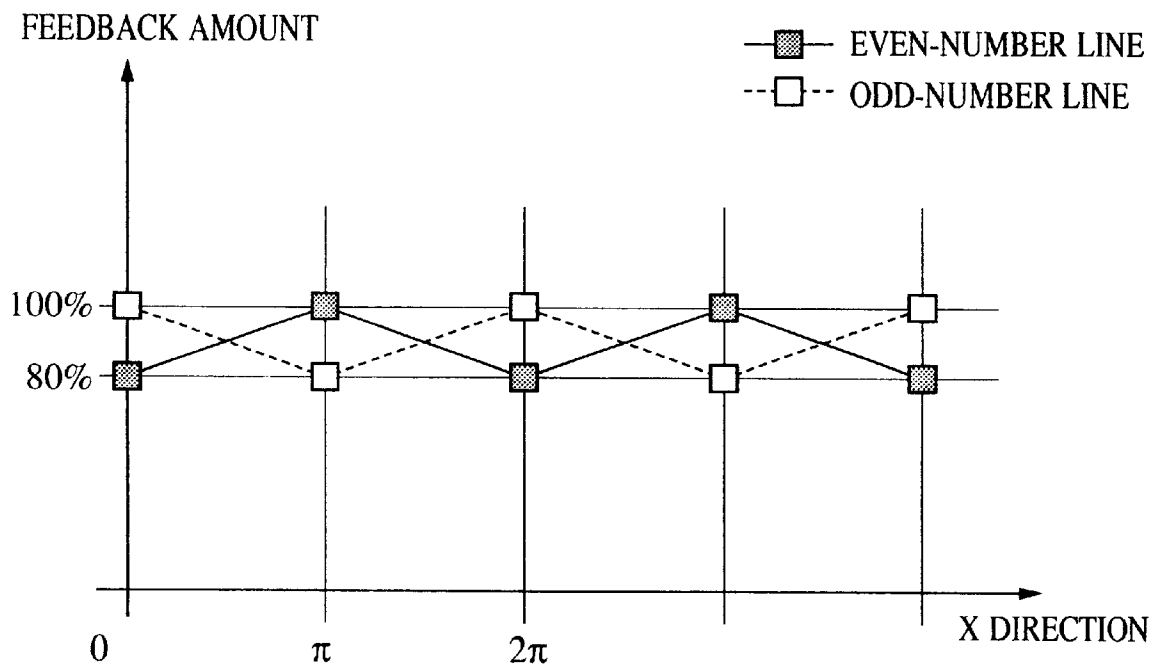 FEEDBACK AMOUNT
EVEN-NUMBER LINE
ODD-NUMBER LINE
100%
80%
0
π
2π
X DIRECTION